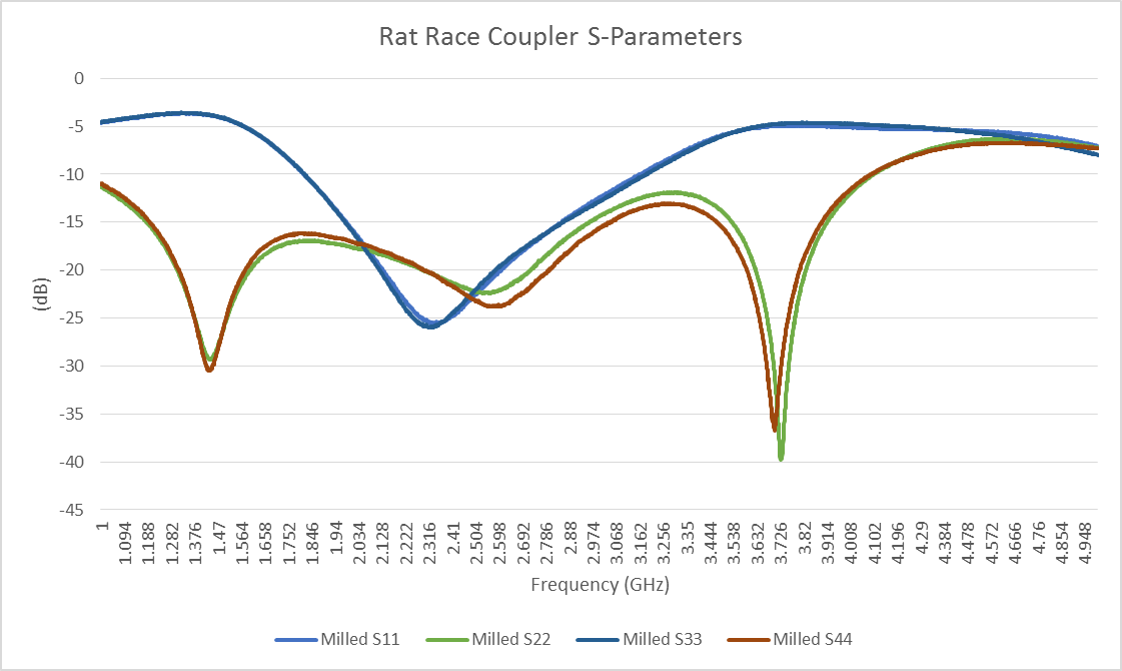 Rat Race Coupler S-Parameters
0
-5
-10
-15
-20
-25
-30
-35
-40
-45
(dB)
1 1.094 1.188 1.282 1.376 1.47 1.564 1.658 1.752 1.846 1.94 2.034 2.128 2.222 2.316 2.41 2.504 2.598 2.692 2.786 2.88 2.974 3.068 3.162 3.256 3.35 3.444 3.538 3.632 3.726 3.82 3.914 4.008 4.102 4.196 4.29 4.384 4.478 4.572 4.666 4.76 4.854 4.948
Frequency (GHz)
Milled S11 Milled S22 Milled S33 Milled S44